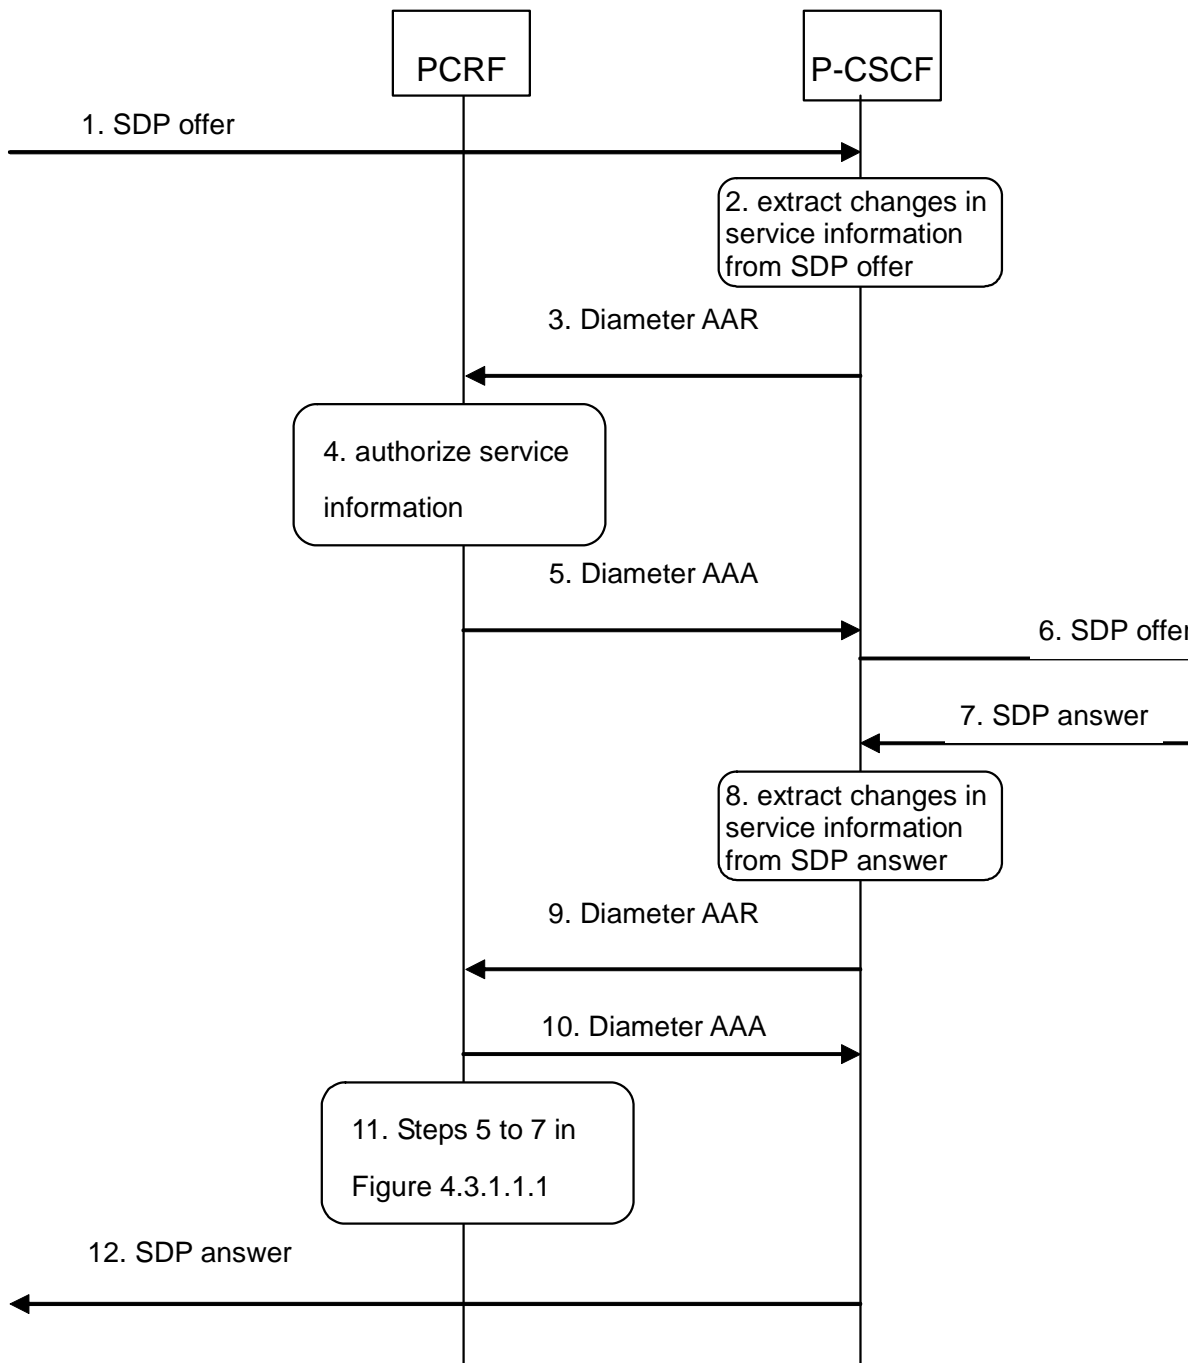 PCRF
P-CSCF
1. SDP offer
2. extract changes in
service information
from SDP offer
3. Diameter AAR
4. authorize service
information
5. Diameter AAA
6. SDP offer
7. SDP answer
8. extract changes in
service information
from SDP answer
9. Diameter AAR
10. Diameter AAA
11. Steps 5 to 7 in
Figure 4.3.1.1.1
12. SDP answer